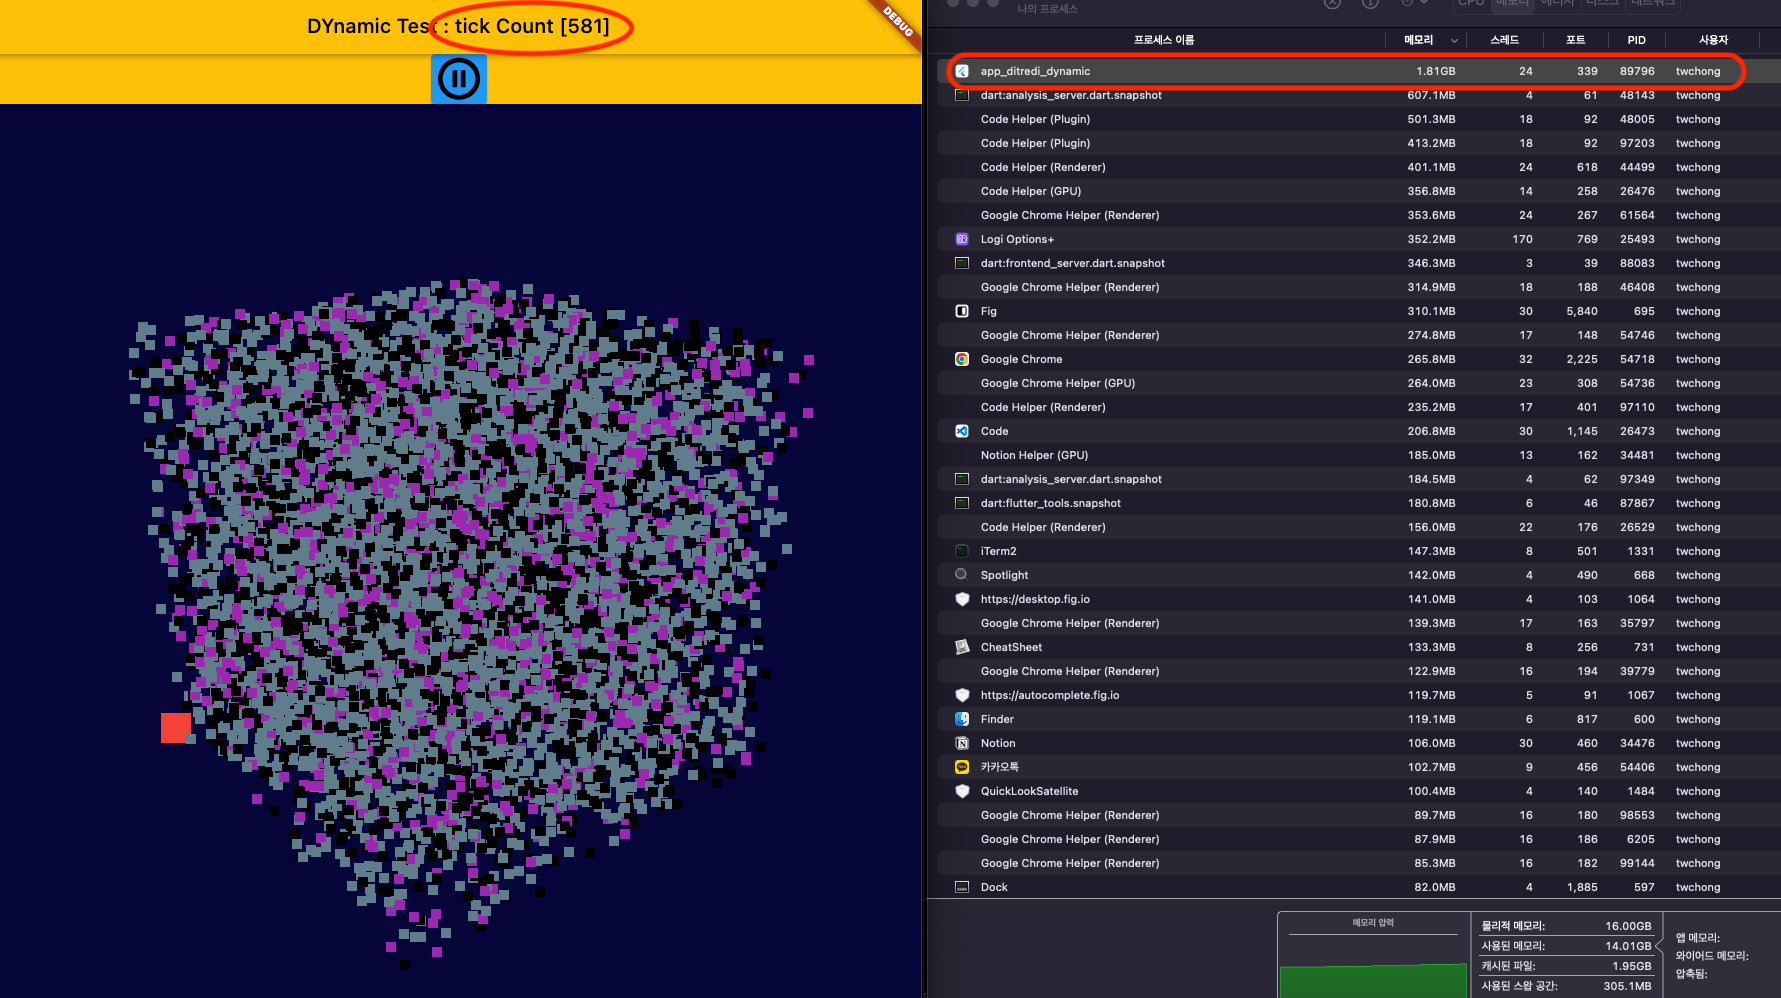 DYnamic Test : tick Count [581]
DEBUG
나의 프로세스
CPU 메모리 에너지 디스크 네트워크
프로세스 이름 메모리 스레드 포트 PID 사용자
app_ditredi_dynamic 1.81GB 24 339 89796 twchong
dart:analysis_server.dart.snapshot 607.1MB 4 61 48143 twchong
Code Helper (Plugin) 501.3MB 18 92 48005 twchong
Code Helper (Plugin) 413.2MB 18 92 97203 twchong
Code Helper (Renderer) 401.1MB 24 618 44499 twchong
Code Helper (GPU) 356.8MB 14 258 26476 twchong
Google Chrome Helper (Renderer) 353.6MB 24 267 61564 twchong
Logi Options+ 352.2MB 170 769 25493 twchong
dart:frontend_server.dart.snapshot 346.3MB 3 39 88083 twchong
Google Chrome Helper (Renderer) 314.9MB 18 188 46408 twchong
Fig 310.1MB 30 5,840 695 twchong
Google Chrome Helper (Renderer) 274.8MB 17 148 54746 twchong
Google Chrome 265.8MB 32 2,225 54718 twchong
Google Chrome Helper (GPU) 264.0MB 23 308 54736 twchong
Code Helper (Renderer) 235.2MB 17 401 97110 twchong
Code 206.8MB 30 1,145 26473 twchong
Notion Helper (GPU) 185.0MB 13 162 34481 twchong
dart:analysis_server.dart.snapshot 184.5MB 4 62 97349 twchong
dart:flutter_tools.snapshot 180.8MB 6 46 87867 twchong
Code Helper (Renderer) 156.0MB 22 176 26529 twchong
iTerm2 147.3MB 8 501 1331 twchong
Spotlight 142.0MB 4 490 668 twchong
https://desktop.fig.io 141.0MB 4 103 1064 twchong
Google Chrome Helper (Renderer) 139.3MB 17 163 35797 twchong
CheatSheet 133.3MB 8 256 731 twchong
Google Chrome Helper (Renderer) 122.9MB 16 194 39779 twchong
https://autocomplete.fig.io 119.7MB 5 91 1067 twchong
Finder 119.1MB 6 817 600 twchong
Notion 106.0MB 30 460 34476 twchong
카카오톡 102.7MB 9 456 54406 twchong
QuickLookSatellite 100.4MB 4 140 1484 twchong
Google Chrome Helper (Renderer) 89.7MB 16 180 98553 twchong
Google Chrome Helper (Renderer) 87.9MB 16 186 6205 twchong
Google Chrome Helper (Renderer) 85.3MB 16 182 99144 twchong
Dock 82.0MB 4 1,885 597 twchong
메모리 압력
물리적 메모리: 16.00GB
사용된 메모리: 14.01GB
캐시된 파일: 1.95GB
사용된 스왑 공간: 305.1MB
앱 메모리:
와이어드 메모리:
압축됨: